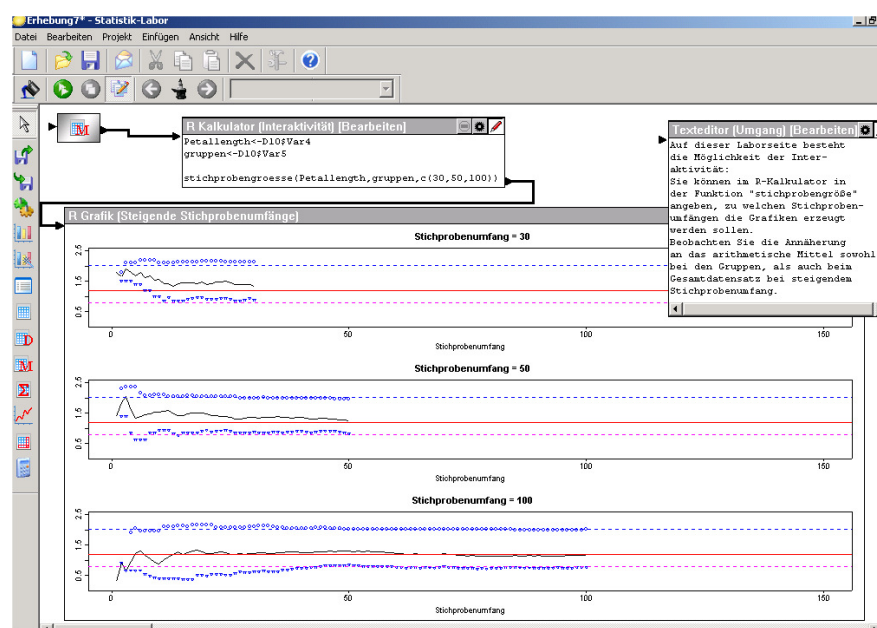 Erhebung7* - Statistik-Labor
Datei Bearbeiten Projekt Einfügen Ansicht Hilfe
R Kalkulator (Interaktivität) [Bearbeiten]
Petallength<-D10$Var4
gruppen<-D10$Var5
stichprobengroesse(Petallength,gruppen,c(30,50,100))
Texteditor (Umgang) [Bearbeiten]
Auf dieser Laborseite besteht
die Möglichkeit der Inter-
aktivität:
Sie können im R-Kalkulator in
der Funktion "stichprobengröße"
angeben, zu welchen Stichproben-
umfängen die Grafiken erzeugt
werden sollen.
Beobachten Sie die Annäherung
an das arithmetische Mittel sowohl
bei den Gruppen, als auch beim
Gesamtdatensatz bei steigendem
Stichprobenumfang.
R Grafik (Steigende Stichprobenumfänge)
Stichprobenumfang = 30
2.5
1.5
0.5
0 50 100 150
Stichprobenumfang
Stichprobenumfang = 50
2.5
1.5
0.5
0 50 100 150
Stichprobenumfang
Stichprobenumfang = 100
2.5
1.5
0.5
0 50 100 150
Stichprobenumfang
M
D
M
Σ